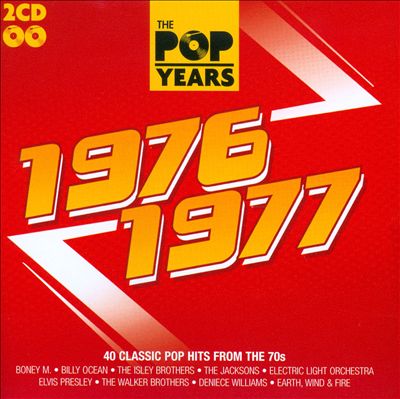 2CD
THE
POP
YEARS
1976
1977
40 CLASSIC POP HITS FROM THE 70s
BONEY M. • BILLY OCEAN • THE ISLEY BROTHERS • THE JACKSONS • ELECTRIC LIGHT ORCHESTRA
ELVIS PRESLEY • THE WALKER BROTHERS • DENIECE WILLIAMS • EARTH, WIND & FIRE